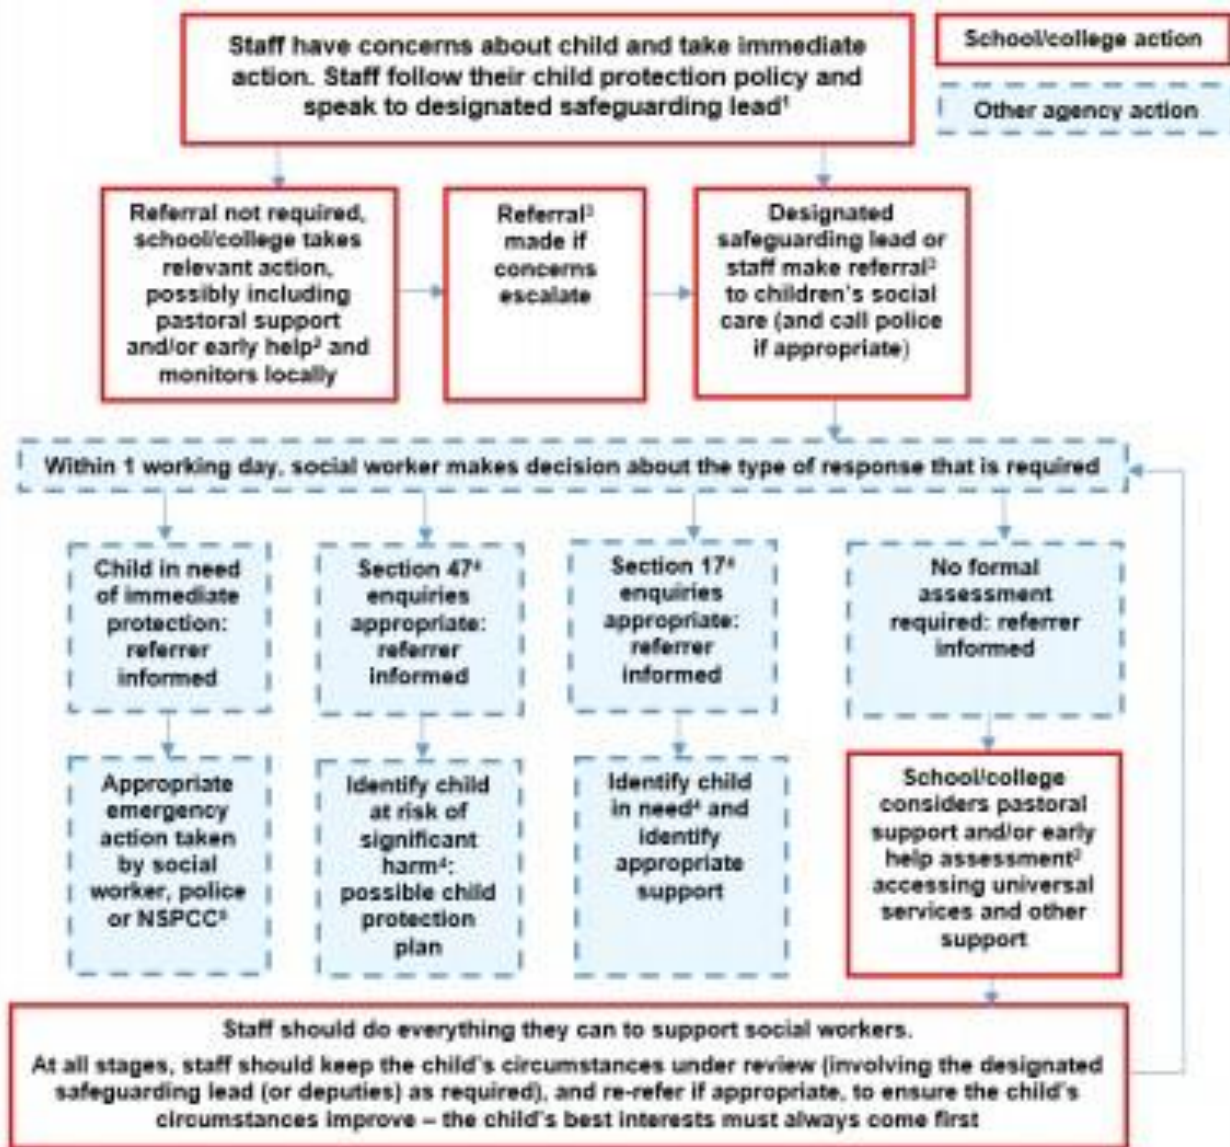 Staff have concerns about child and take immediate
action. Staff follow their child protection policy and
speak to designated safeguarding lead¹
School/college action
Other agency action
Referral not required,
school/college takes
relevant action,
possibly including
pastoral support
and/or early help² and
monitors locally
Referral³
made if
concerns
escalate
Designated
safeguarding lead or
staff make referral³
to children's social
care (and call police
if appropriate)
Within 1 working day, social worker makes decision about the type of response that is required
Child in need
of immediate
protection:
referrer
informed
Section 47⁴
enquiries
appropriate:
referrer
informed
Section 17⁴
enquiries
appropriate:
referrer
informed
No formal
assessment
required: referrer
informed
Appropriate
emergency
action taken
by social
worker, police
or NSPCC⁵
Identify child
at risk of
significant
harm⁴:
possible child
protection
plan
Identify child
in need⁴ and
identify
appropriate
support
School/college
considers pastoral
support and/or early
help assessment²
accessing universal
services and other
support
Staff should do everything they can to support social workers.
At all stages, staff should keep the child's circumstances under review (involving the designated
safeguarding lead (or deputies) as required), and re-refer if appropriate, to ensure the child's
circumstances improve – the child's best interests must always come first